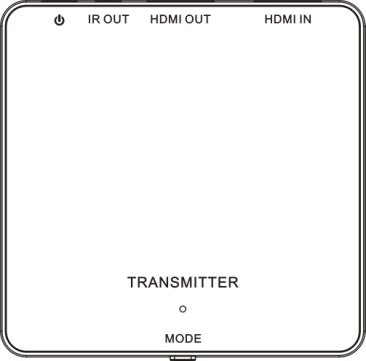 IR OUT HDMI OUT HDMI IN
TRANSMITTER
MODE